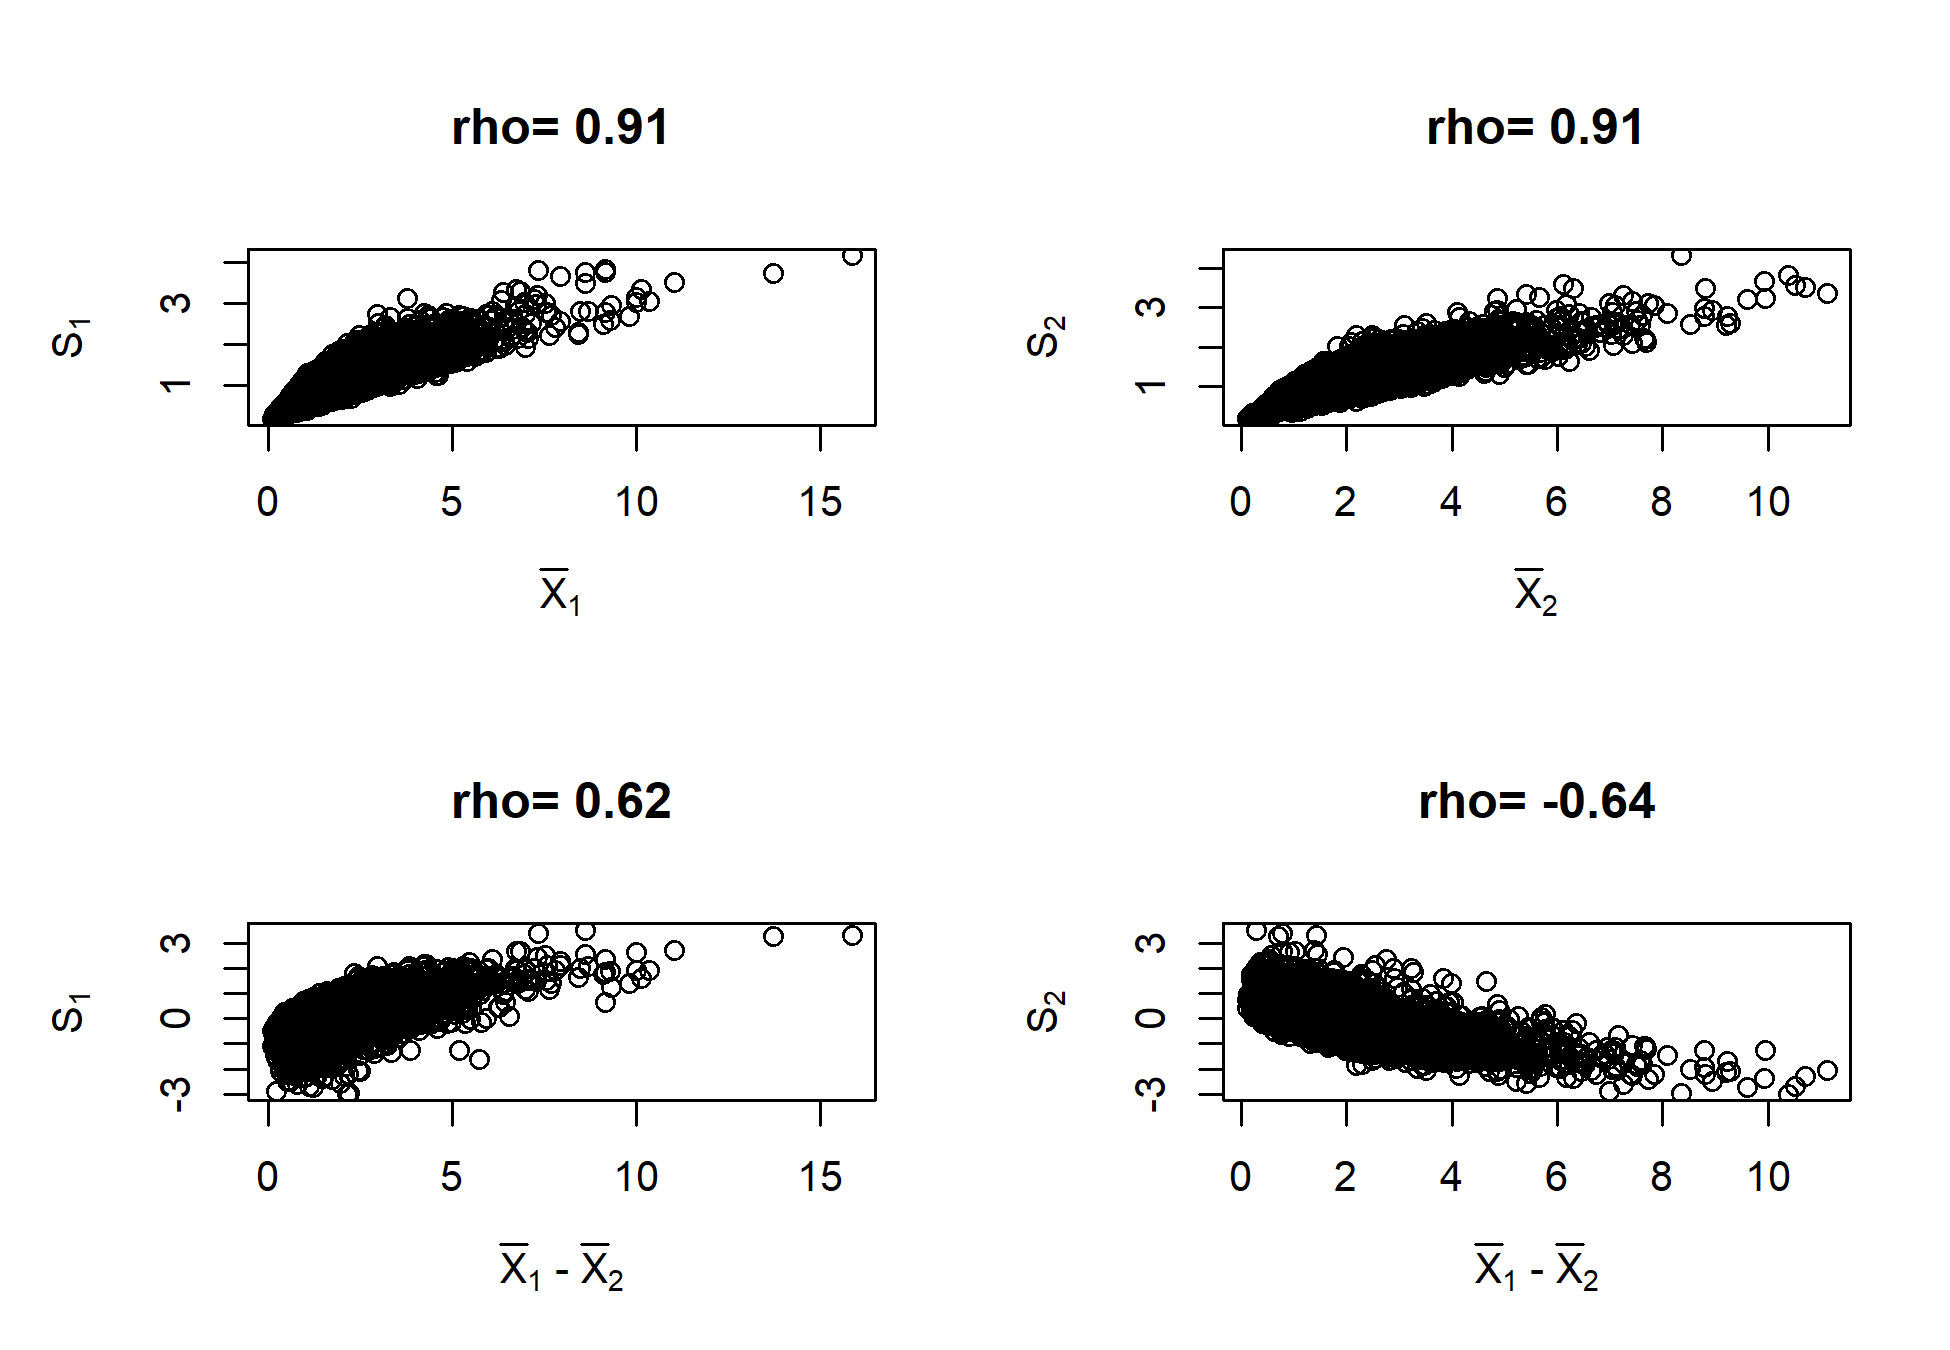 rho= 0.91
S₁
3
1
0 5 10 15
X̅₁
rho= 0.91
S₂
3
1
0 2 4 6 8 10
X̅₂
rho= 0.62
S₁
3
0
-3
0 5 10 15
X̅₁ - X̅₂
rho= -0.64
S₂
3
0
-3
0 2 4 6 8 10
X̅₁ - X̅₂